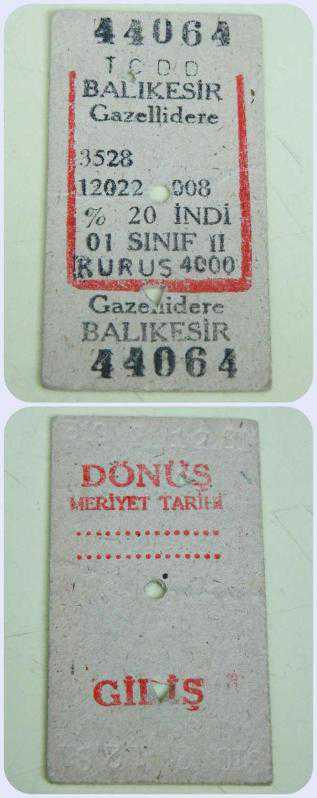 44064
TCDD
BALIKESİR
Gazellidere
3528
12022 008
% 20 İNDİ
01 SINIF II
KURUŞ 4000
Gazellidere
BALIKESİR
44064
DÖNÜŞ
MERİYET TARİHİ
GİDİŞ